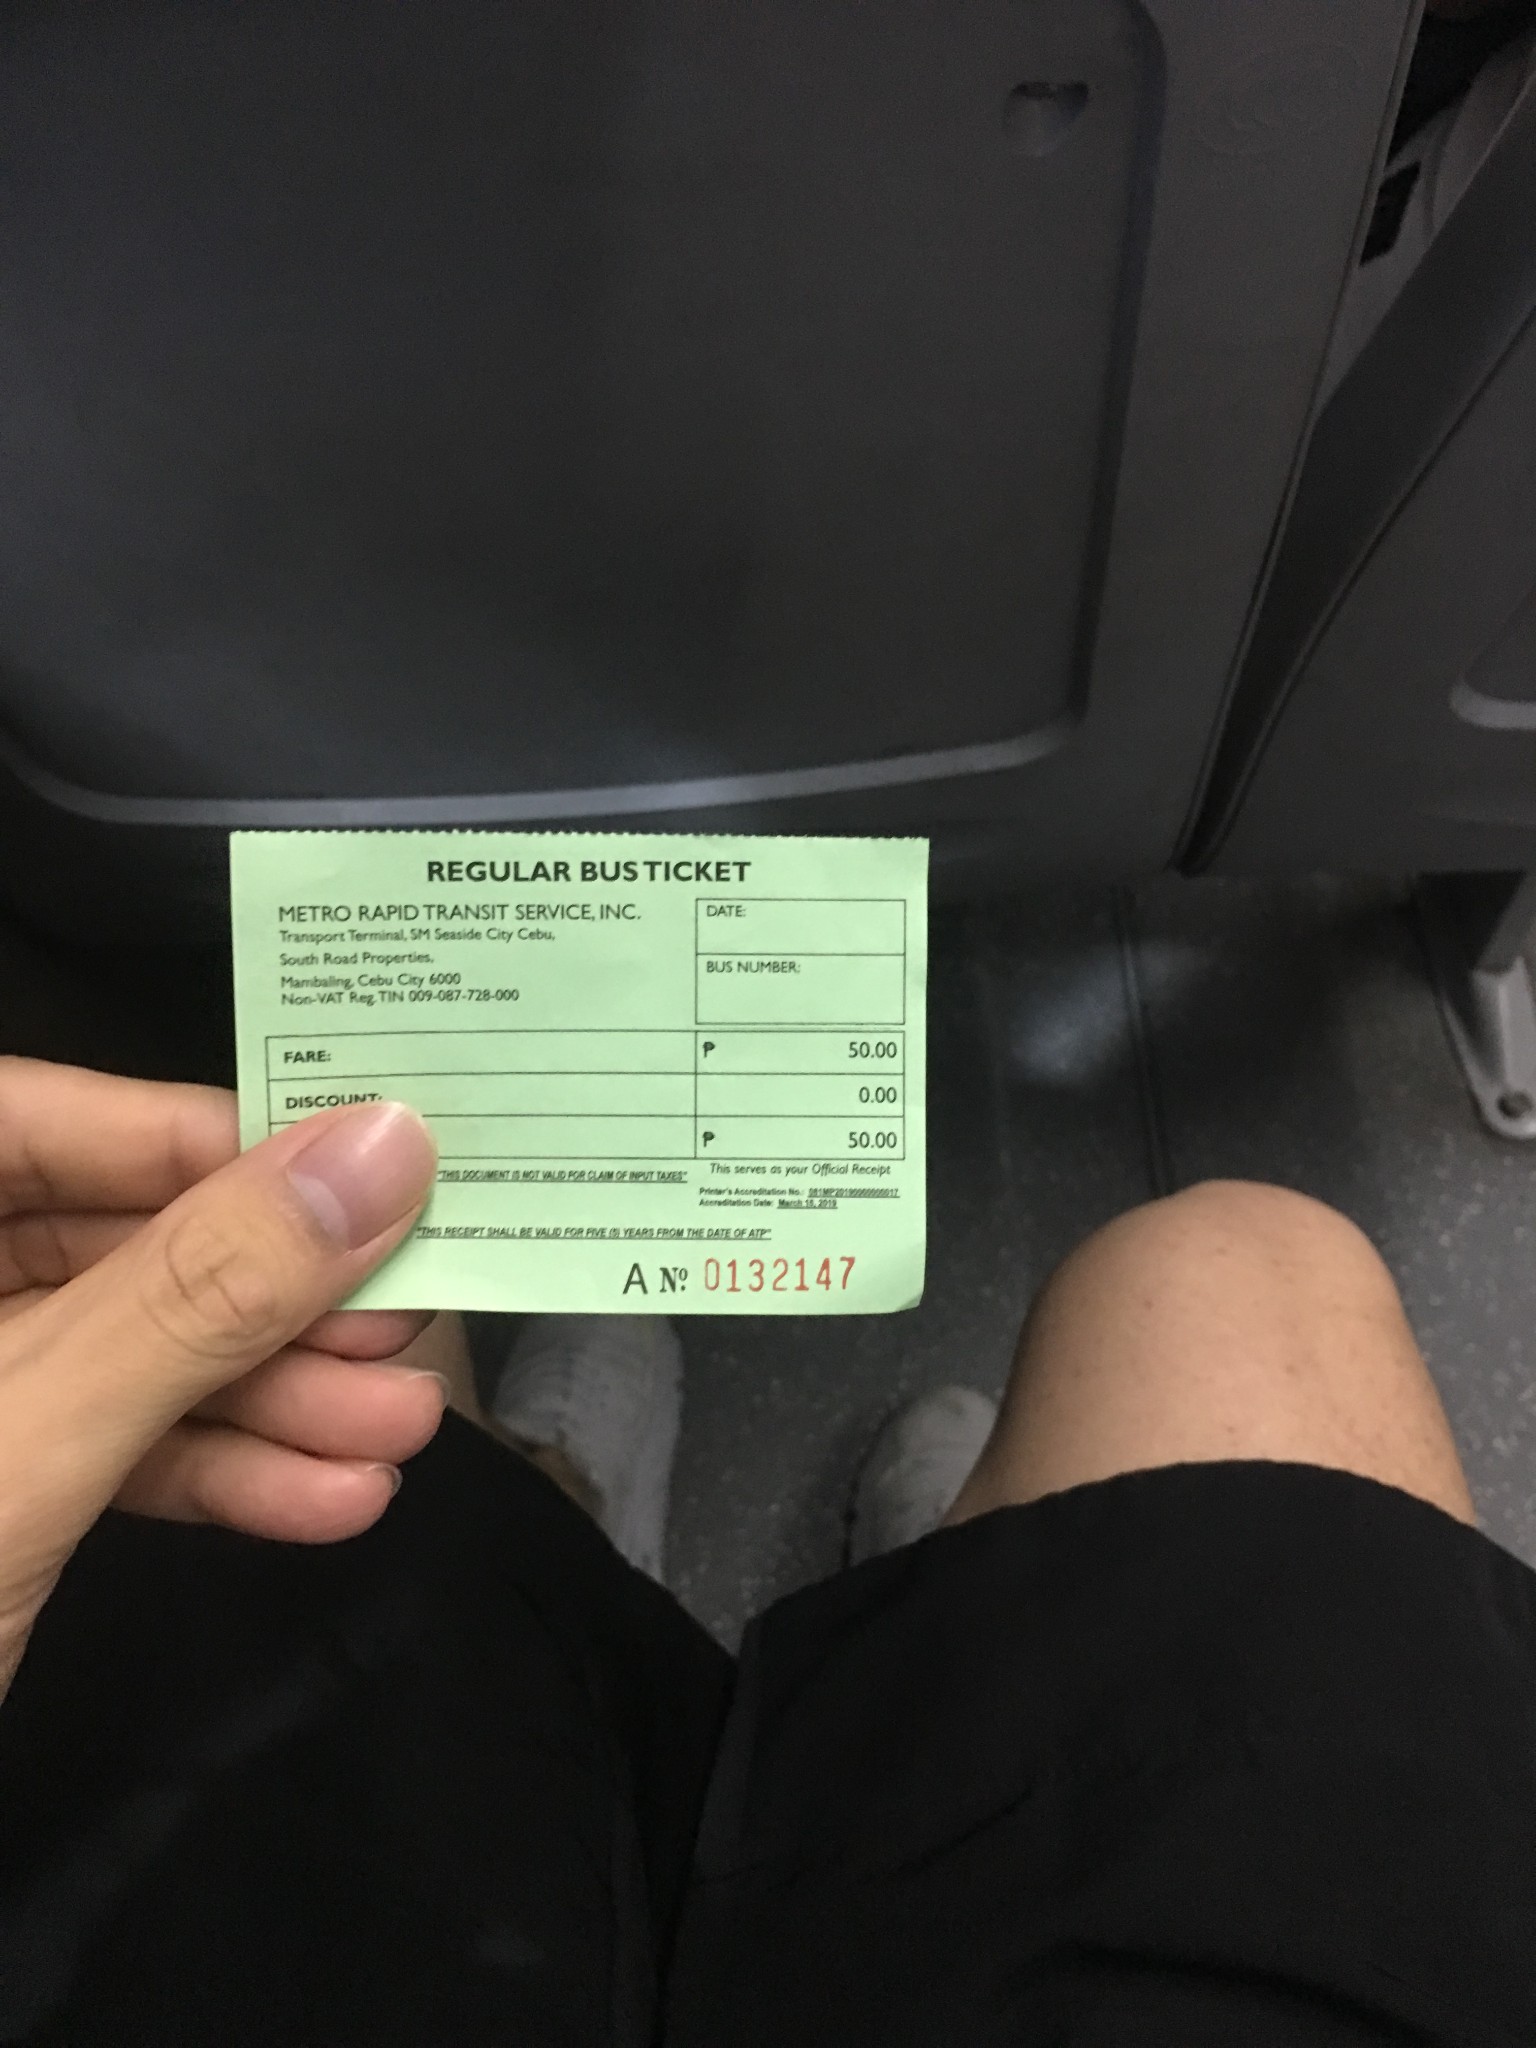 REGULAR BUS TICKET
METRO RAPID TRANSIT SERVICE, INC.
Transport Terminal, SM Seaside City Cebu,
South Road Properties,
Mambaling, Cebu City 6000
Non-VAT Reg. TIN 009-087-728-000
DATE:
BUS NUMBER:
FARE: ₱ 50.00
DISCOUNT: 0.00
₱ 50.00
"THIS DOCUMENT IS NOT VALID FOR CLAIM OF INPUT TAXES"
This serves as your Official Receipt
Printer's Accreditation No.:
Accreditation Date: March 15, 2019
"THIS RECEIPT SHALL BE VALID FOR FIVE (5) YEARS FROM THE DATE OF ATP"
A Nº 0132147